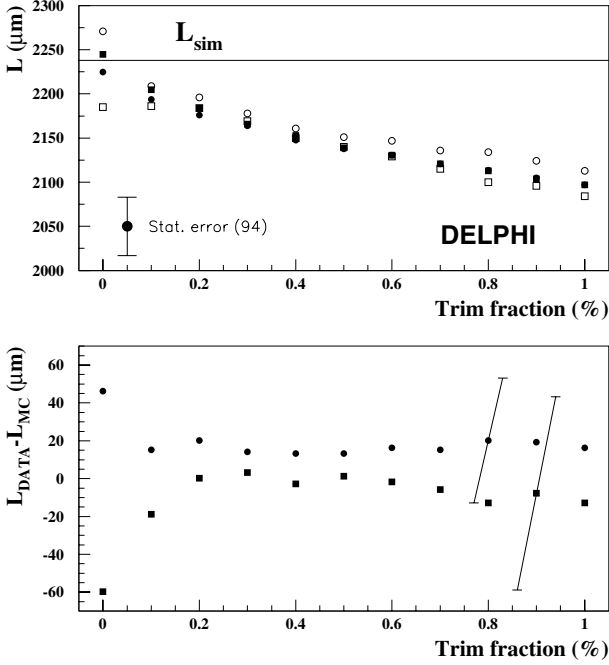 L (μm)
2300
2250
2200
2150
2100
2050
2000
L_sim
Stat. error (94)
DELPHI
0 0.2 0.4 0.6 0.8 1
Trim fraction (%)
L_DATA-L_MC (μm)
60
40
20
0
-20
-40
-60
0 0.2 0.4 0.6 0.8 1
Trim fraction (%)